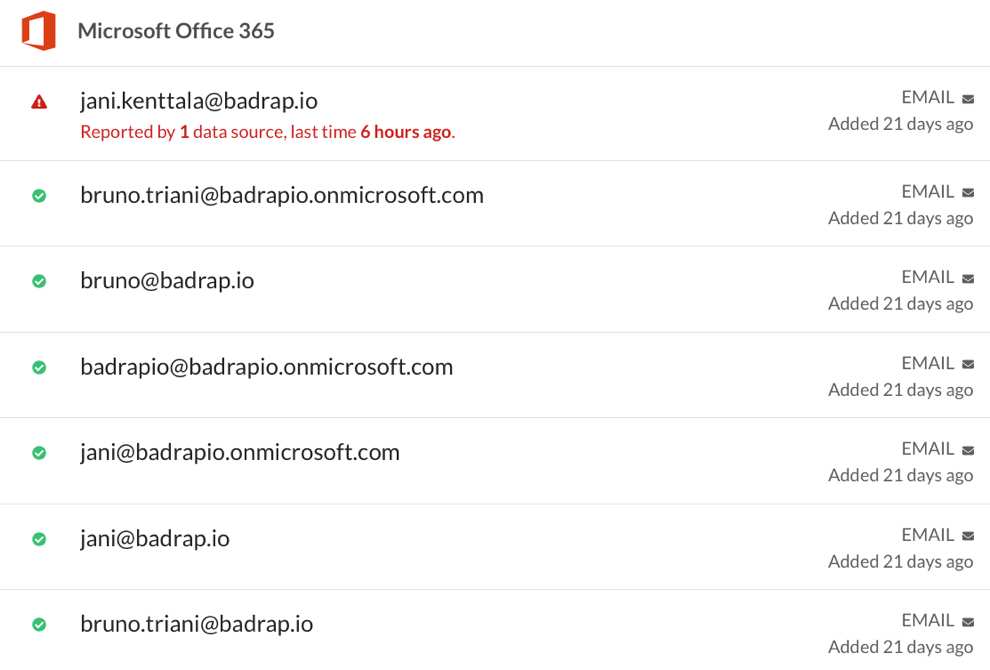 Microsoft Office 365
jani.kenttala@badrap.io
EMAIL
Reported by 1 data source, last time 6 hours ago.
Added 21 days ago
bruno.triani@badrapio.onmicrosoft.com
EMAIL
Added 21 days ago
bruno@badrap.io
EMAIL
Added 21 days ago
badrapio@badrapio.onmicrosoft.com
EMAIL
Added 21 days ago
jani@badrapio.onmicrosoft.com
EMAIL
Added 21 days ago
jani@badrap.io
EMAIL
Added 21 days ago
bruno.triani@badrap.io
EMAIL
Added 21 days ago